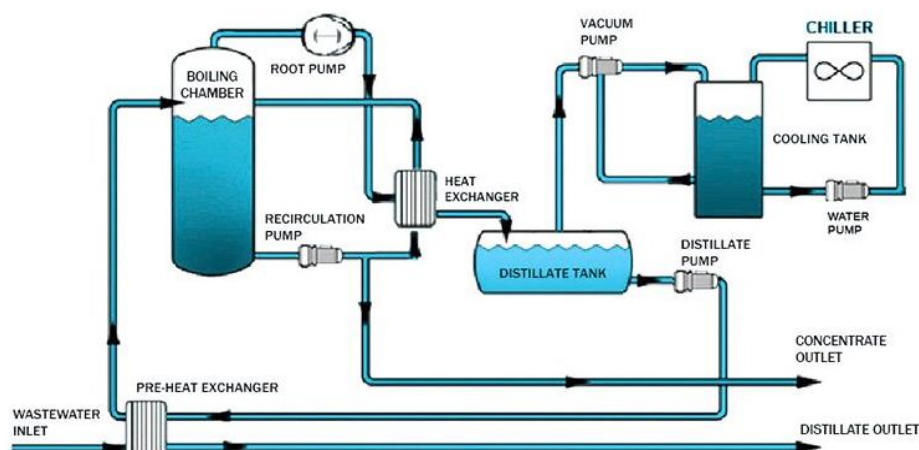 VACUUM
PUMP
CHILLER
ROOT PUMP
BOILING
CHAMBER
COOLING TANK
HEAT
EXCHANGER
RECIRCULATION
PUMP
WATER
PUMP
DISTILLATE
PUMP
DISTILLATE TANK
CONCENTRATE
OUTLET
PRE-HEAT EXCHANGER
WASTEWATER
INLET
DISTILLATE OUTLET